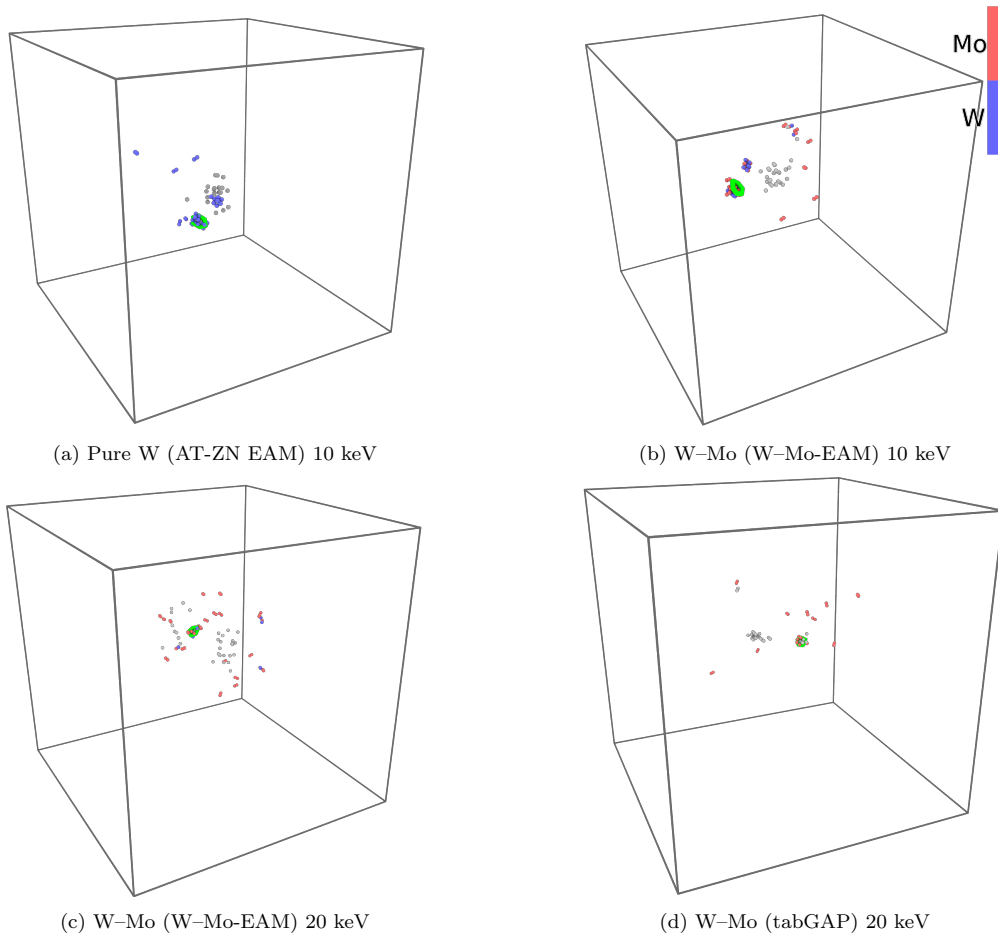 Mo
W
(a) Pure W (AT-ZN EAM) 10 keV
(b) W–Mo (W–Mo-EAM) 10 keV
(c) W–Mo (W–Mo-EAM) 20 keV
(d) W–Mo (tabGAP) 20 keV